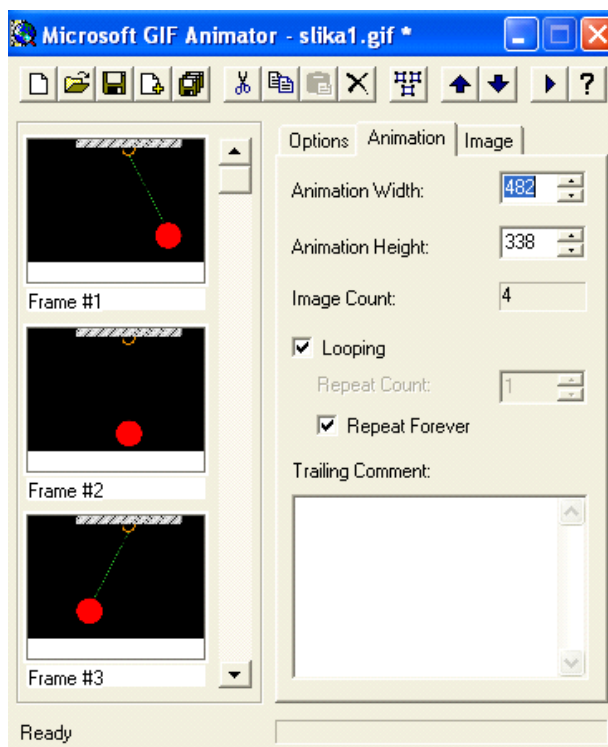 Microsoft GIF Animator - slika1.gif *
Options Animation Image
Frame #1
Frame #2
Frame #3
Animation Width: 482
Animation Height: 338
Image Count: 4
Looping
Repeat Count: 1
Repeat Forever
Trailing Comment:
Ready